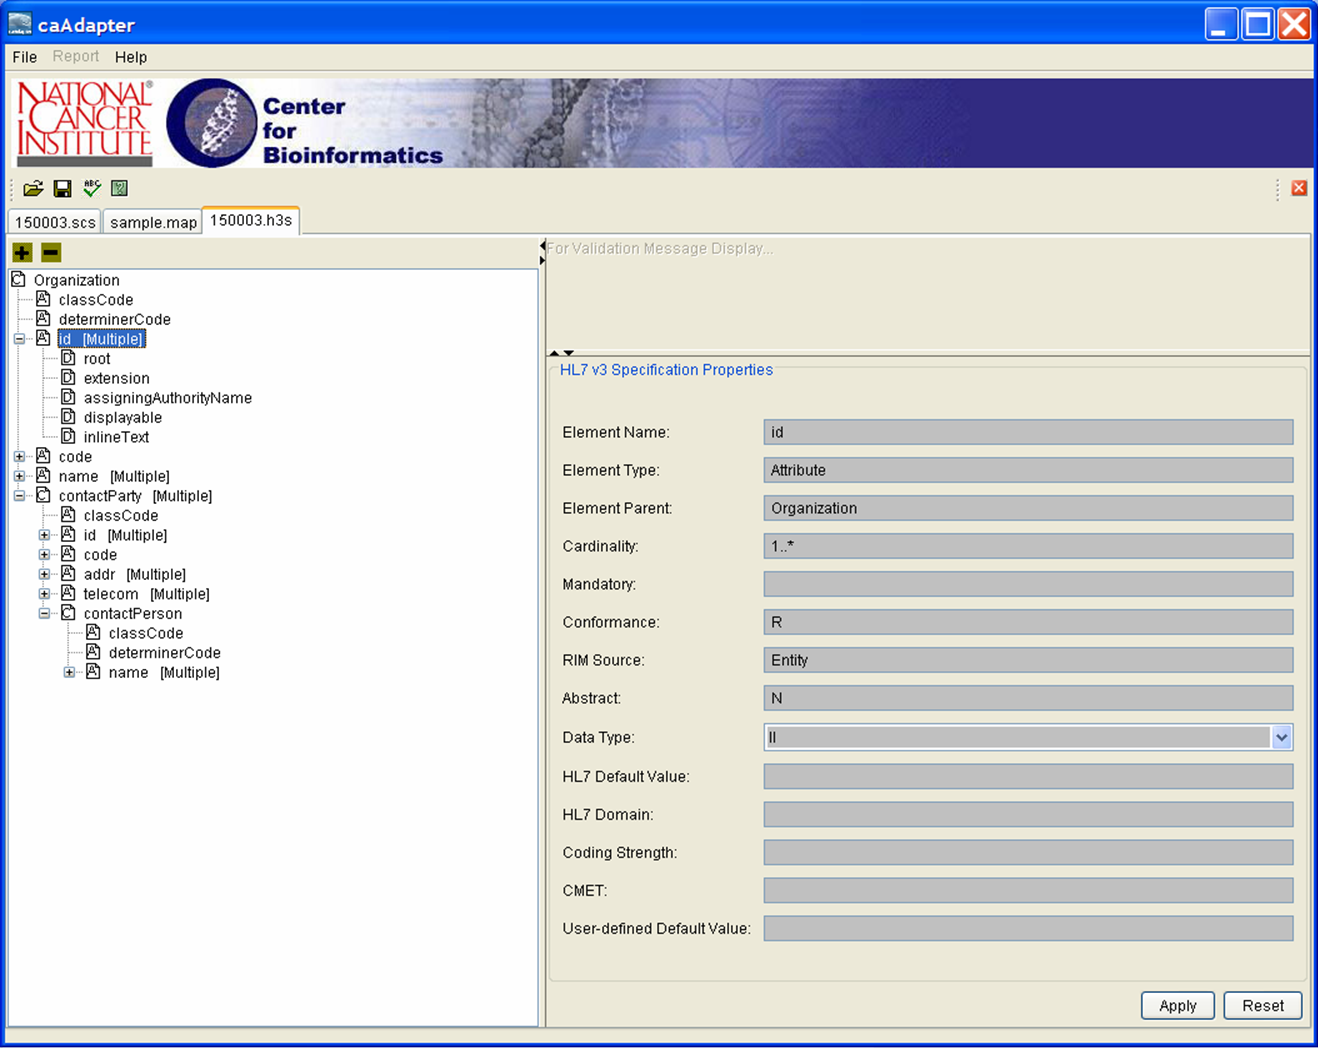 caAdapter
File Report Help
NATIONAL CANCER INSTITUTE®
Center
for
Bioinformatics
ABC
150003.scs sample.map 150003.h3s
For Validation Message Display...
C Organization
A classCode
A determinerCode
A id [Multiple]
D root
D extension
D assigningAuthorityName
D displayable
D inlineText
A code
A name [Multiple]
C contactParty [Multiple]
A classCode
A id [Multiple]
A code
A addr [Multiple]
A telecom [Multiple]
C contactPerson
A classCode
A determinerCode
A name [Multiple]
HL7 v3 Specification Properties
Element Name: id
Element Type: Attribute
Element Parent: Organization
Cardinality: 1..*
Mandatory:
Conformance: R
RIM Source: Entity
Abstract: N
Data Type: II
HL7 Default Value:
HL7 Domain:
Coding Strength:
CMET:
User-defined Default Value:
Apply Reset